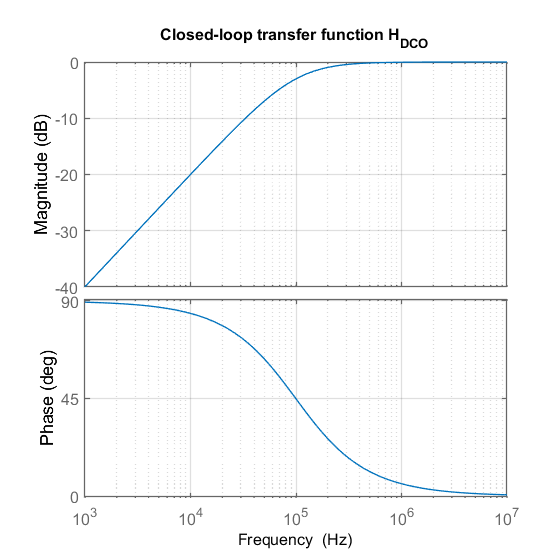 Closed-loop transfer function H_DCO
Magnitude (dB)
0
-10
-20
-30
-40
Phase (deg)
90
45
0
10^3 10^4 10^5 10^6 10^7
Frequency (Hz)